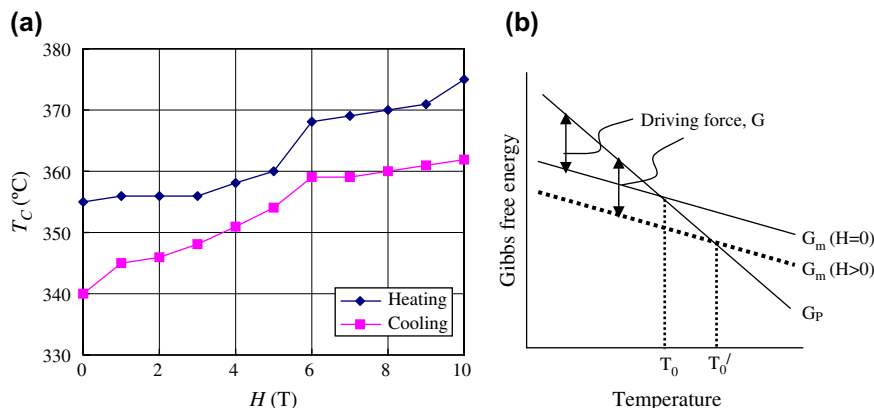 (a)
380
370
360
350
340
330
T_C (ºC)
0
2
4
6
8
10
H (T)
Heating
Cooling
(b)
Gibbs free energy
Driving force, G
G_m (H=0)
G_m (H>0)
G_P
T_0
T_0/
Temperature